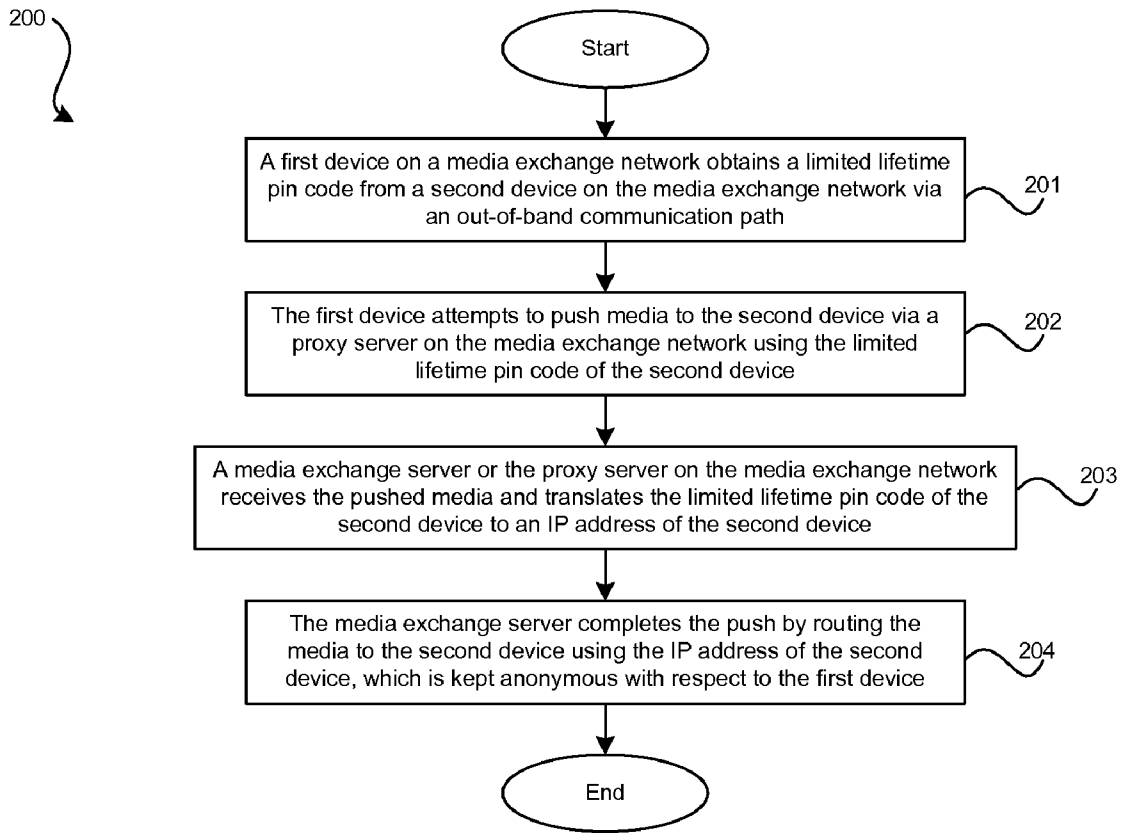 200
Start
A first device on a media exchange network obtains a limited lifetime
pin code from a second device on the media exchange network via
an out-of-band communication path
201
The first device attempts to push media to the second device via a
proxy server on the media exchange network using the limited
lifetime pin code of the second device
202
A media exchange server or the proxy server on the media exchange network
receives the pushed media and translates the limited lifetime pin code of the
second device to an IP address of the second device
203
The media exchange server completes the push by routing the
media to the second device using the IP address of the second
device, which is kept anonymous with respect to the first device
204
End